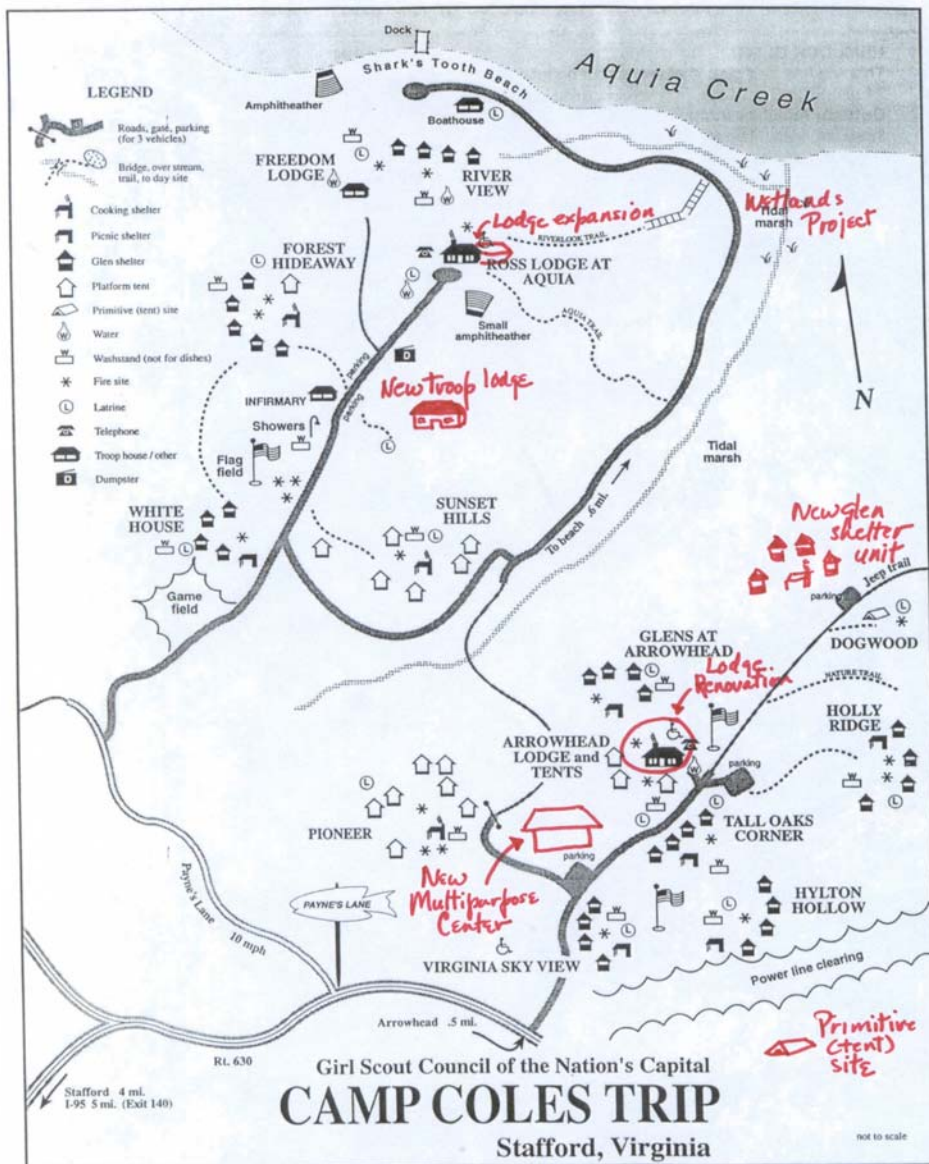 Dock
Shark's Tooth Beach
Aquia Creek
LEGEND
Roads, gate, parking
(for 3 vehicles)
Bridge, over stream,
trail, to day site
Cooking shelter
Picnic shelter
Glen shelter
Platform tent
Primitive (tent) site
Water
W
Washstand (not for dishes)
Fire site
L
Latrine
Telephone
Troop house / other
D
Dumpster
Amphitheather
Boathouse
L
W
L
FREEDOM
LODGE
RIVER
VIEW
W
Wetlands
Project
Tidal
marsh
Lodge expansion
RIVERLOOK TRAIL
ROSS LODGE AT
AQUIA
FOREST
HIDEAWAY
L
W
L
Small
amphitheather
AQUIA TRAIL
parking
parking
D
N
New troop lodge
INFIRMARY
Showers
W
L
Flag
field
Tidal
marsh
WHITE
HOUSE
W
L
SUNSET
HILLS
W
L
To beach .6 mi.
Game
field
New glen
shelter
unit
parking
Jeep trail
L
DOGWOOD
GLENS AT
ARROWHEAD
L
W
Lodge
Renovation
NATURE TRAIL
HOLLY
RIDGE
ARROWHEAD
LODGE and
TENTS
parking
W
L
W
L
L
TALL OAKS
CORNER
W
PIONEER
L
W
New
Multipurpose
Center
parking
HYLTON
HOLLOW
L
W
W
L
Payne's Lane
10 mph
PAYNE'S LANE
VIRGINIA SKY VIEW
Power line clearing
Arrowhead .5 mi.
Primitive
(tent)
site
Rt. 630
Stafford 4 mi.
I-95 5 mi. (Exit 140)
Girl Scout Council of the Nation's Capital
CAMP COLES TRIP
Stafford, Virginia
not to scale